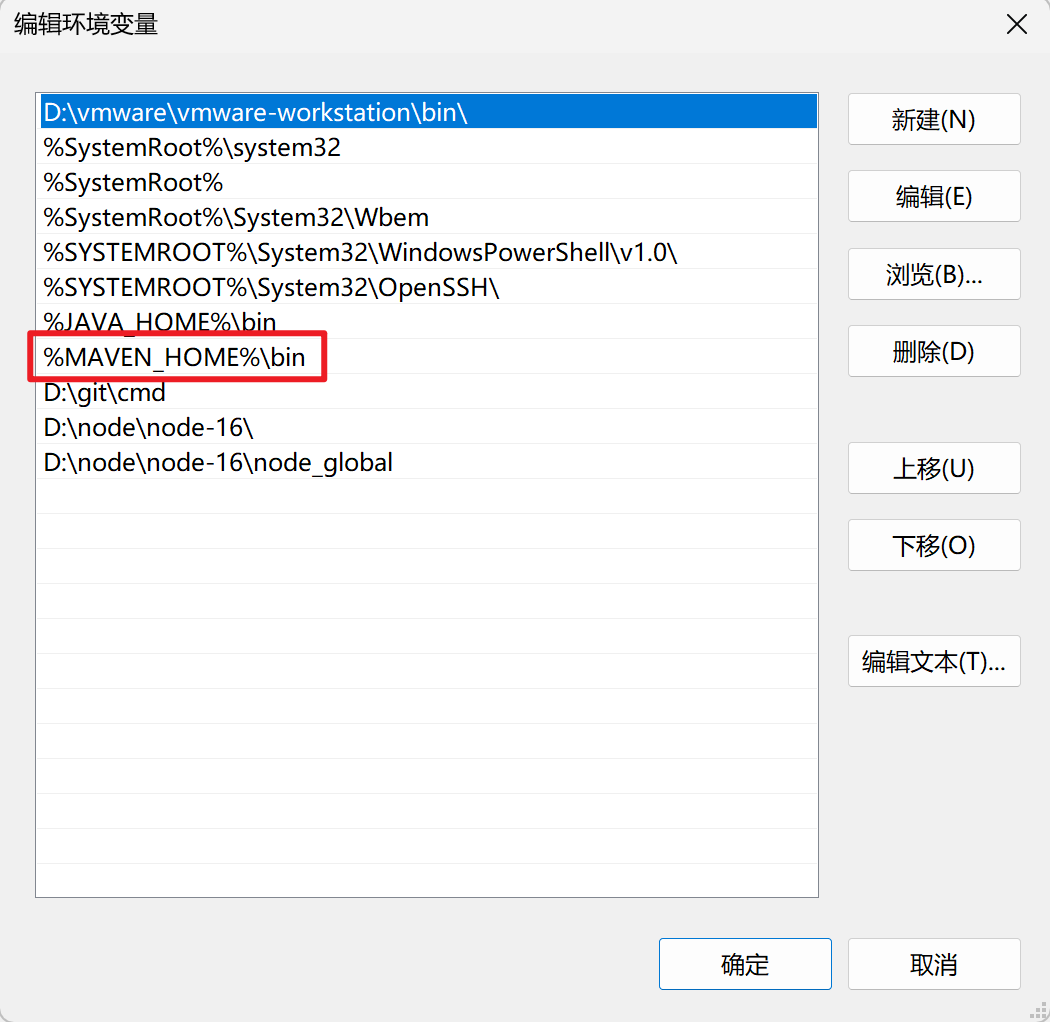 编辑环境变量
D:\vmware\vmware-workstation\bin\
%SystemRoot%\system32
%SystemRoot%
%SystemRoot%\System32\Wbem
%SYSTEMROOT%\System32\WindowsPowerShell\v1.0\
%SYSTEMROOT%\System32\OpenSSH\
%JAVA_HOME%\bin
%MAVEN_HOME%\bin
D:\git\cmd
D:\node\node-16\
D:\node\node-16\node_global
新建(N)
编辑(E)
浏览(B)...
删除(D)
上移(U)
下移(O)
编辑文本(T)...
确定
取消